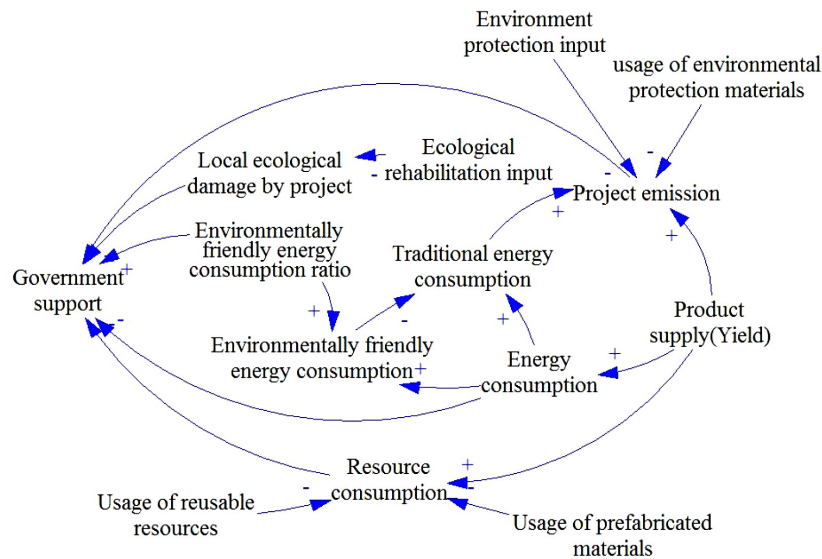 Environment
protection input
usage of environmental
protection materials
-
-
Ecological
rehabilitation input
-
Local ecological
damage by project
Project emission
+
+
Environmentally
friendly energy
consumption ratio
+
Government
support
- -
Traditional energy
consumption
+
-
+
Product
supply(Yield)
Environmentally friendly
energy consumption
+
Energy
consumption
+
Resource
consumption
+
-
-
Usage of reusable
resources
Usage of prefabricated
materials